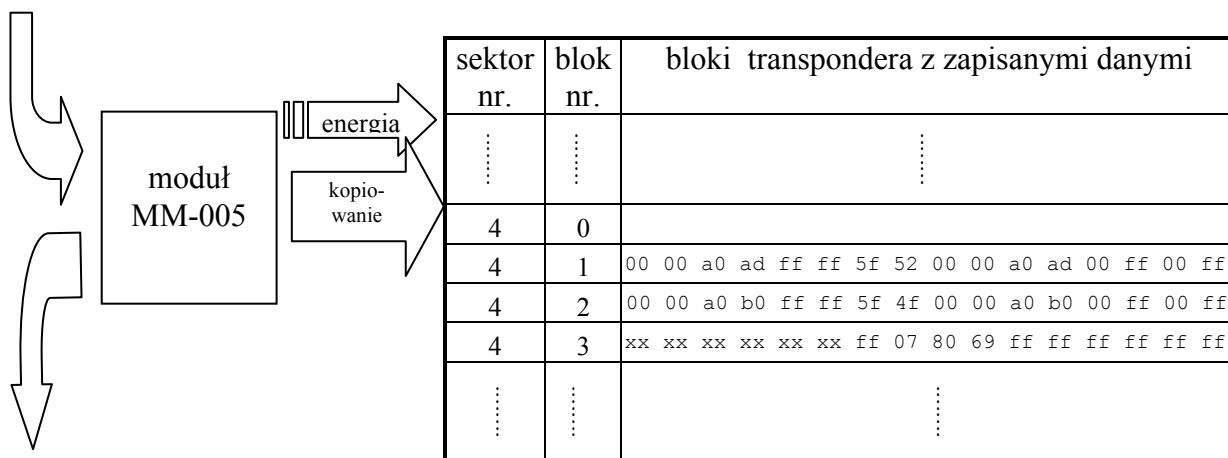 sektor nr.
blok nr.
bloki transpondera z zapisanymi danymi
moduł
MM-005
energia
kopio-
wanie
4 0
4 1 00 00 a0 ad ff ff 5f 52 00 00 a0 ad 00 ff 00 ff
4 2 00 00 a0 b0 ff ff 5f 4f 00 00 a0 b0 00 ff 00 ff
4 3 xx xx xx xx xx xx ff 07 80 69 ff ff ff ff ff ff